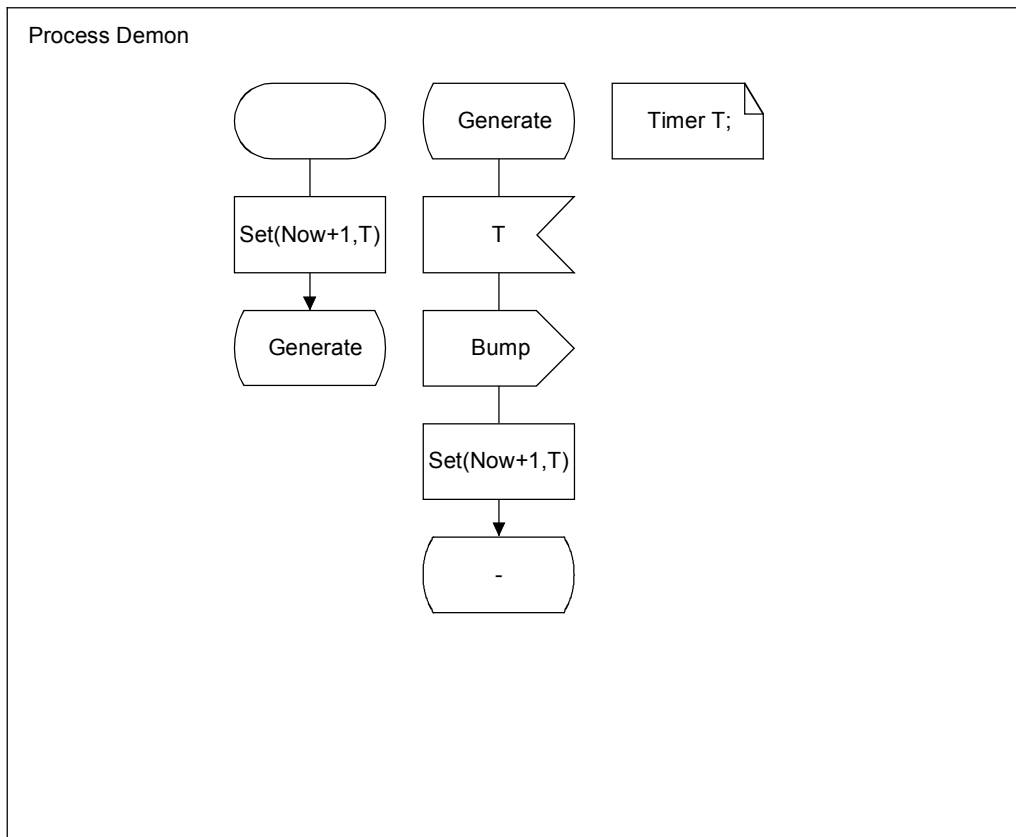 Process Demon
Generate
Timer T;
Set(Now+1,T)
T
Generate
Bump
Set(Now+1,T)
-